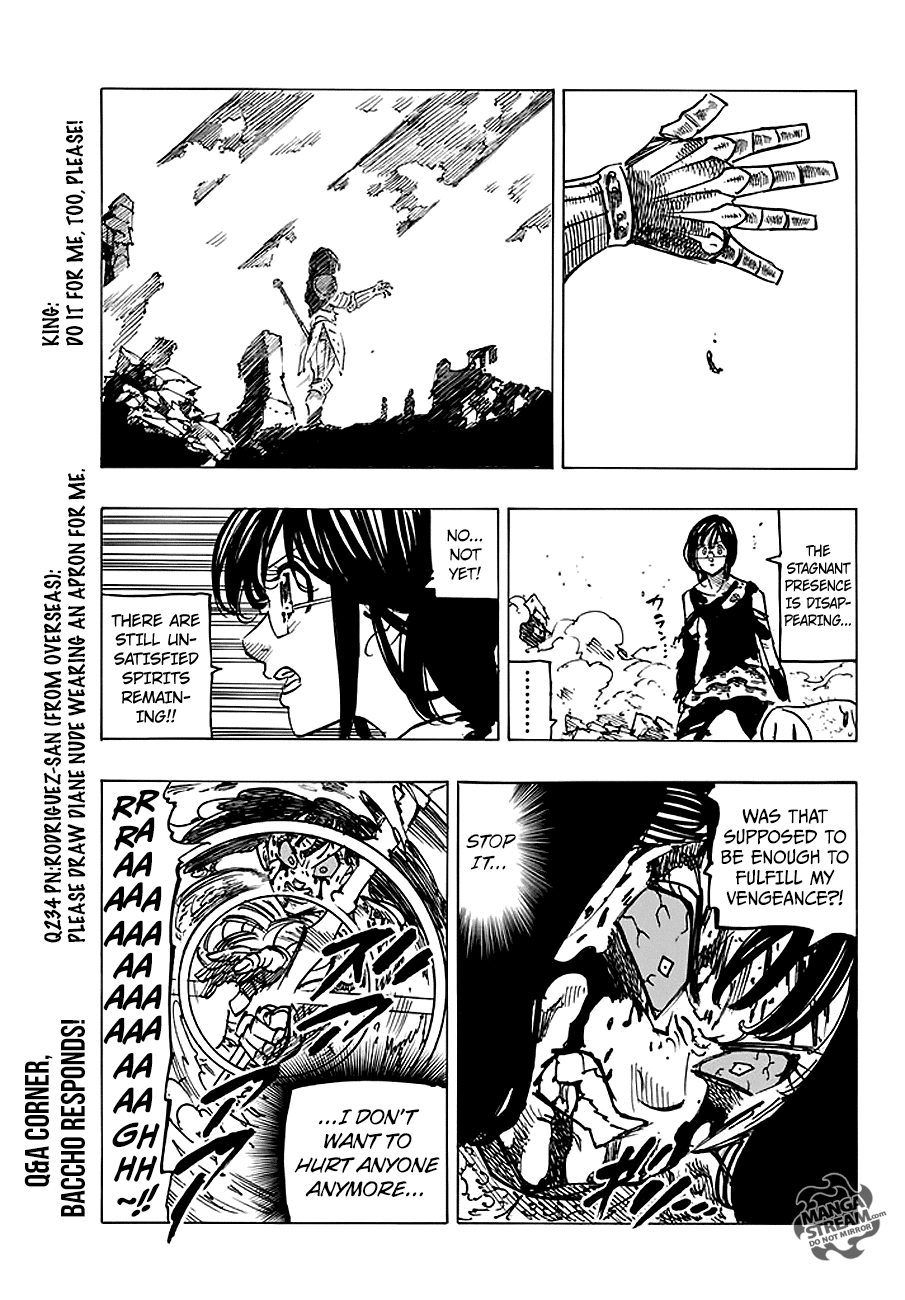 THE
STAGNANT
PRESENCE
IS DISAP-
PEARING...
.........
NO...
NOT
YET!
THERE ARE
STILL UN-
SATISFIED
SPIRITS
REMAIN-
ING!!
WAS THAT
SUPPOSED TO
BE ENOUGH TO
FULFILL MY
VENGEANCE?!
STOP
IT...
...I DON'T
WANT TO
HURT ANYONE
ANYMORE...
RR
RA
AA
AAA
AAA
AA
AAA
AAA
AA
AA
GH
HH
~!!
Q&A CORNER,
BACCHO RESPONDS!
Q234 PN:RODRIGUEZ-SAN (FROM OVERSEAS):
PLEASE DRAW DIANE NUDE WEARING AN APRON FOR ME.
KING:
DO IT FOR ME, TOO, PLEASE!
MANGA
STREAM.com
DO NOT MIRROR